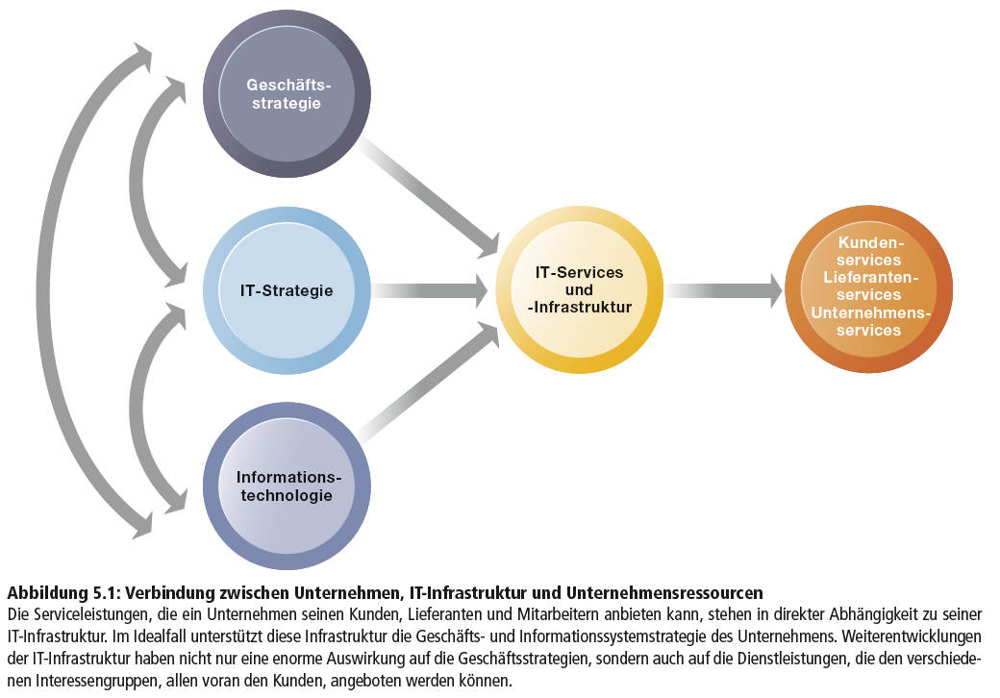 Geschäfts-
strategie
IT-Strategie
Informations-
technologie
IT-Services
und
-Infrastruktur
Kunden-
services
Lieferanten-
services
Unternehmens-
services
Abbildung 5.1: Verbindung zwischen Unternehmen, IT-Infrastruktur und Unternehmensressourcen
Die Serviceleistungen, die ein Unternehmen seinen Kunden, Lieferanten und Mitarbeitern anbieten kann, stehen in direkter Abhängigkeit zu seiner
IT-Infrastruktur. Im Idealfall unterstützt diese Infrastruktur die Geschäfts- und Informationssystemstrategie des Unternehmens. Weiterentwicklungen
der IT-Infrastruktur haben nicht nur eine enorme Auswirkung auf die Geschäftsstrategien, sondern auch auf die Dienstleistungen, die den verschiede-
nen Interessengruppen, allen voran den Kunden, angeboten werden können.